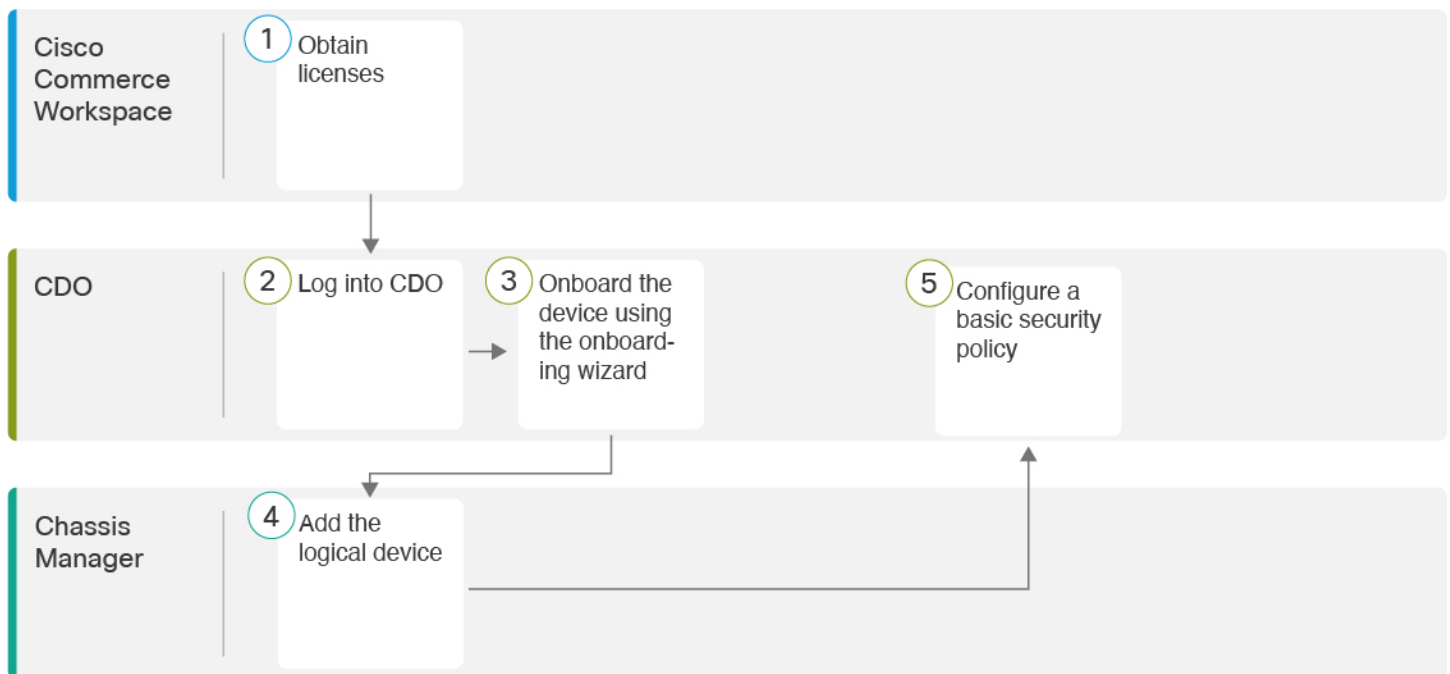 Cisco
Commerce
Workspace
1
Obtain
licenses
CDO
2
Log into CDO
3
Onboard the
device using
the onboard-
ing wizard
5
Configure a
basic security
policy
Chassis
Manager
4
Add the
logical device